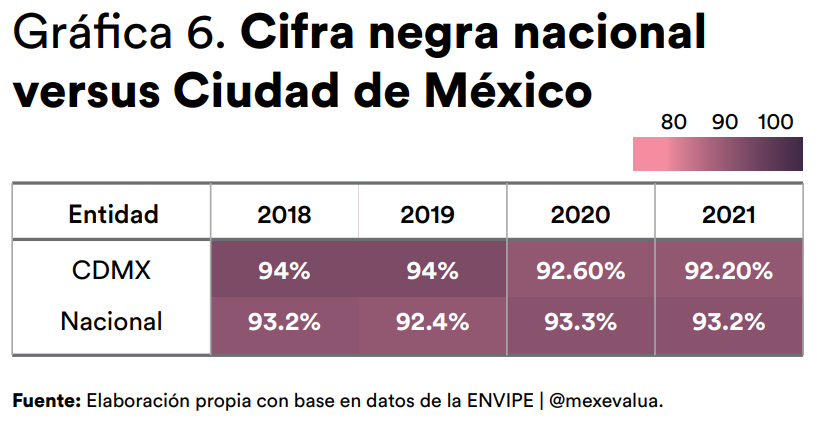 Gráfica 6. Cifra negra nacional
versus Ciudad de México
80 90 100
Entidad 2018 2019 2020 2021
CDMX 94% 94% 92.60% 92.20%
Nacional 93.2% 92.4% 93.3% 93.2%
Fuente: Elaboración propia con base en datos de la ENVIPE | @mexevalua.